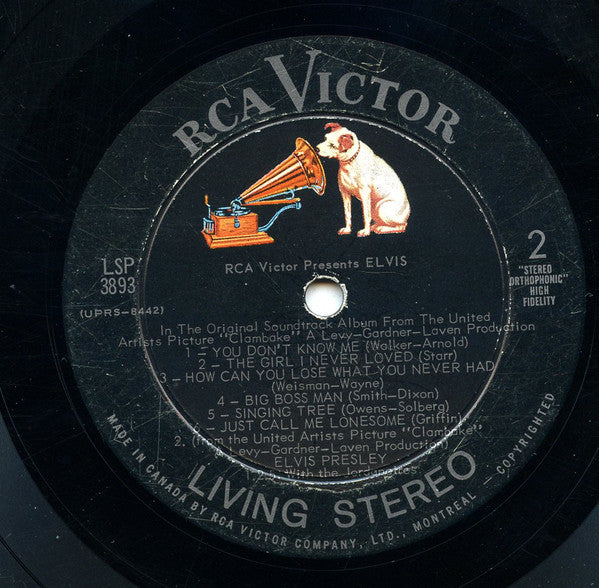 RCA VICTOR
RCA Victor Presents ELVIS
LSP
3893
2
"STEREO
ORTHOPHONIC"
HIGH
FIDELITY
(UPRS-8442)
In The Original Soundtrack Album From The United
Artists Picture "Clambake" A Levy-Gardner-Laven Production
1 - YOU DON'T KNOW ME (Walker-Arnold)
2 - THE GIRL I NEVER LOVED (Starr)
3 - HOW CAN YOU LOSE WHAT YOU NEVER HAD
(Weisman-Wayne)
4 - BIG BOSS MAN (Smith-Dixon)
5 - SINGING TREE (Owens-Solberg)
6 - JUST CALL ME LONESOME (Griffin)
2. (from the United Artists Picture "Clambake"
Levy-Gardner-Laven Production)
ELVIS PRESLEY
With the Jordanaires
LIVING STEREO
MADE IN CANADA BY RCA VICTOR COMPANY, LTD., MONTREAL - COPYRIGHTED